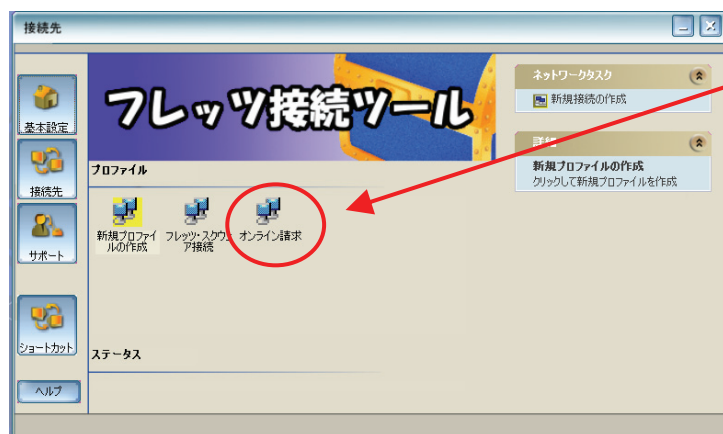 接続先
フレッツ接続ツール
ネットワークタスク
新規接続の作成
詳細
新規プロファイルの作成
クリックして新規プロファイルを作成
基本設定
接続先
サポート
ショートカット
ヘルプ
プロファイル
新規プロファイ
ルの作成
フレッツ・スクウェ
ア接続
オンライン請求
ステータス